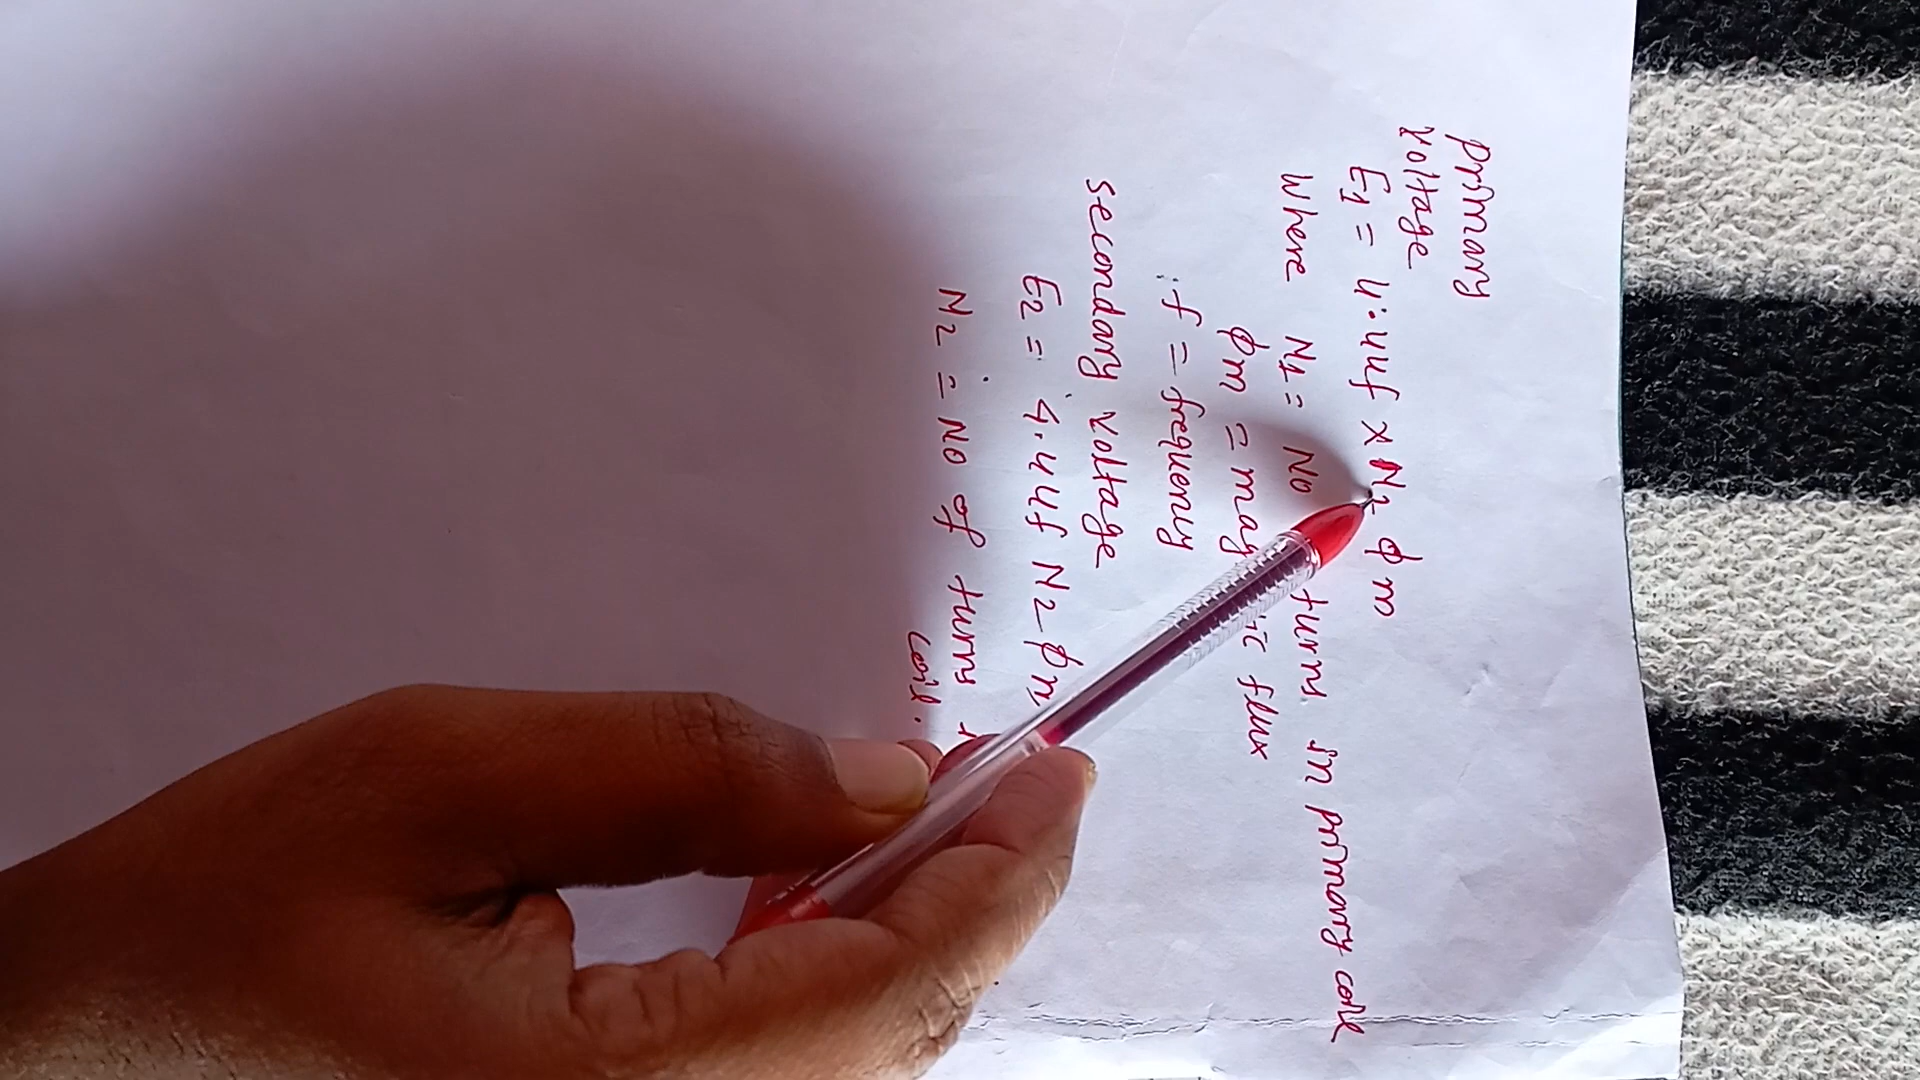 primary
voltage
E1 = 4.44f x N1 φm
Where N1 = No turns in primary coil
φm = magnetic flux
f = frequency
secondary voltage
E2 = 4.44f N2 φm
N2 = No of turns
coil.